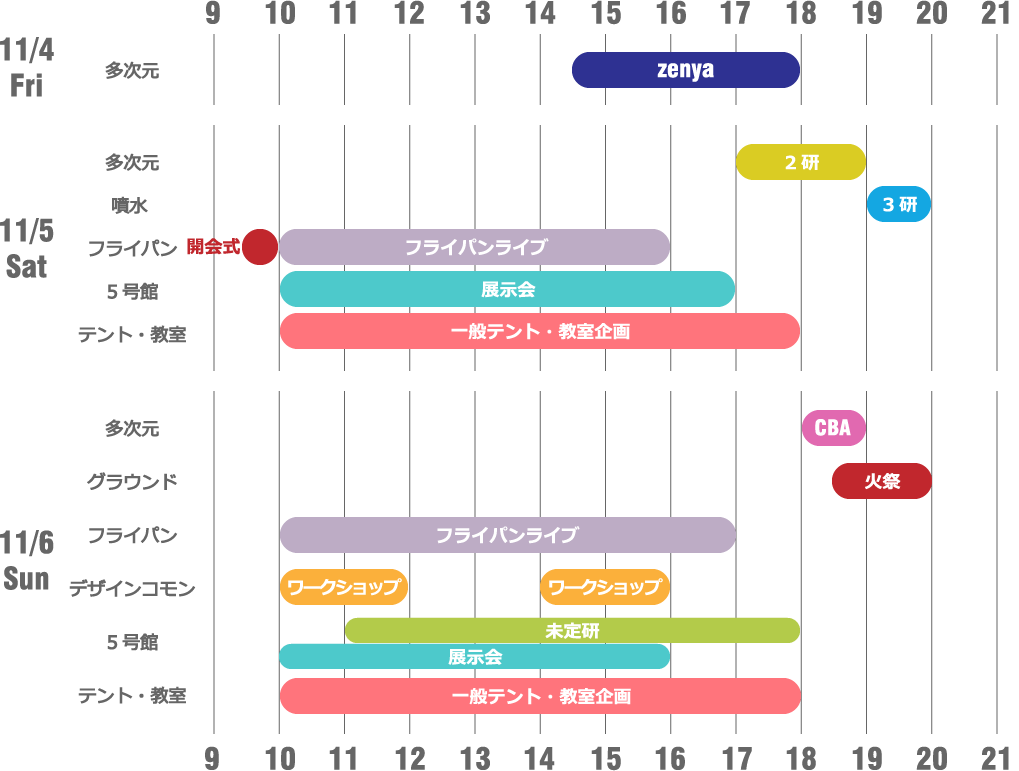 9 10 11 12 13 14 15 16 17 18 19 20 21
11/4
Fri
多次元 zenya
11/5
Sat
多次元 2研
噴水 3研
フライパン 開会式 フライパンライブ
5号館 展示会
テント・教室 一般テント・教室企画
11/6
Sun
多次元 CBA
グラウンド 火祭
フライパン フライパンライブ
デザインコモン ワークショップ ワークショップ
5号館 未定研
展示会
テント・教室 一般テント・教室企画
9 10 11 12 13 14 15 16 17 18 19 20 21